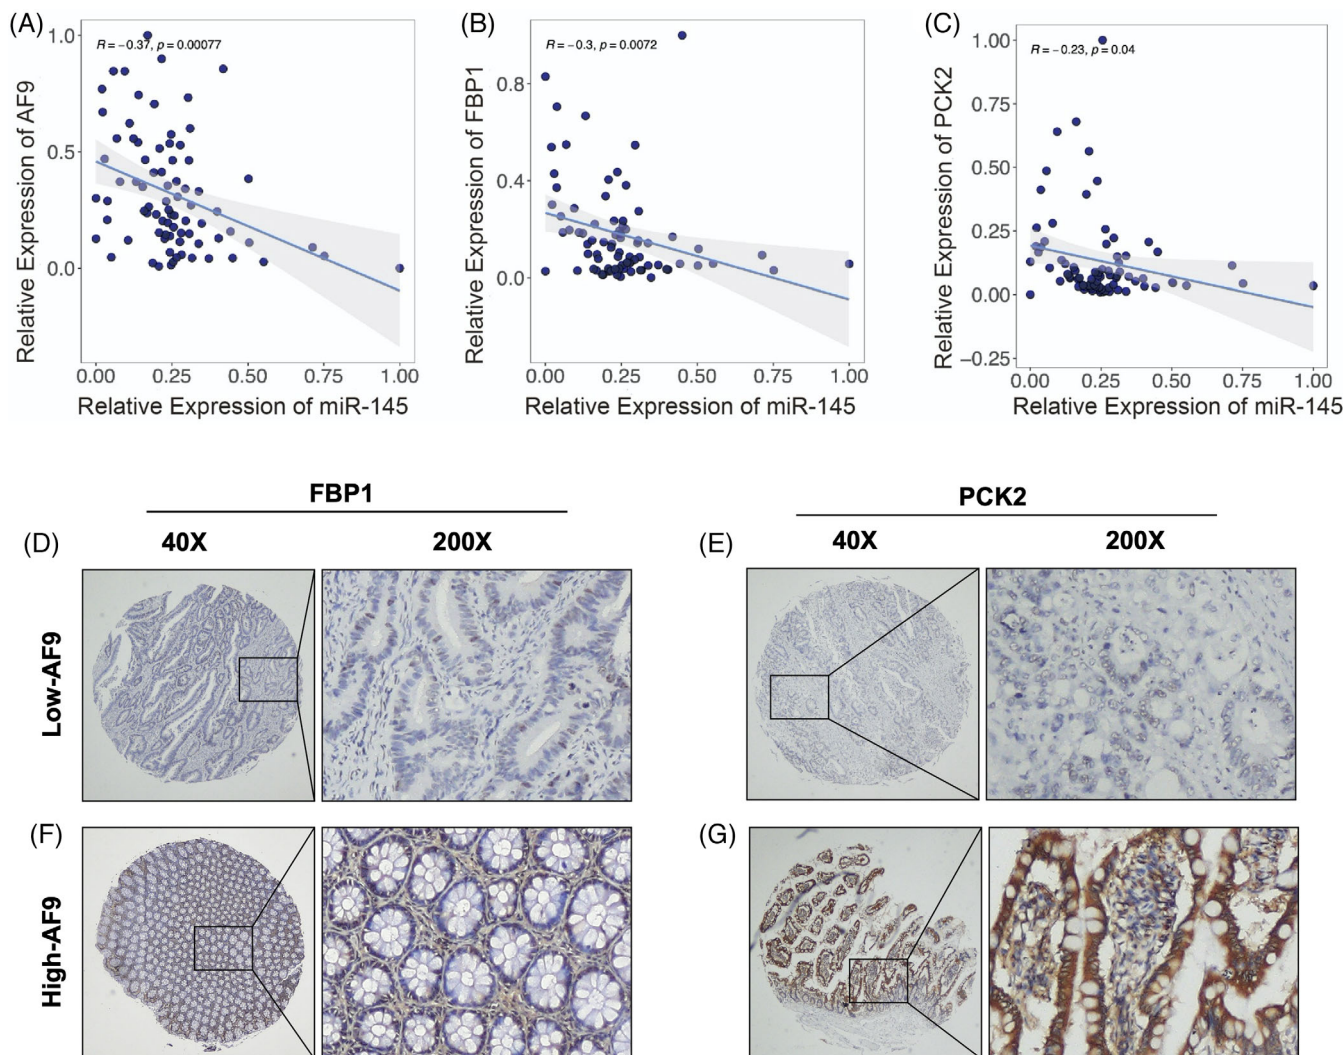 (A)
R = −0.37, p = 0.00077
Relative Expression of AF9
1.0
0.5
0.0
0.00 0.25 0.50 0.75 1.00
Relative Expression of miR-145
(B)
R = −0.3, p = 0.0072
Relative Expression of FBP1
0.8
0.4
0.0
0.00 0.25 0.50 0.75 1.00
Relative Expression of miR-145
(C)
R = −0.23, p = 0.04
Relative Expression of PCK2
1.00
0.75
0.50
0.25
0.00
−0.25
0.00 0.25 0.50 0.75 1.00
Relative Expression of miR-145
FBP1
PCK2
(D)
40X 200X
(E)
40X 200X
Low-AF9
(F)
(G)
High-AF9